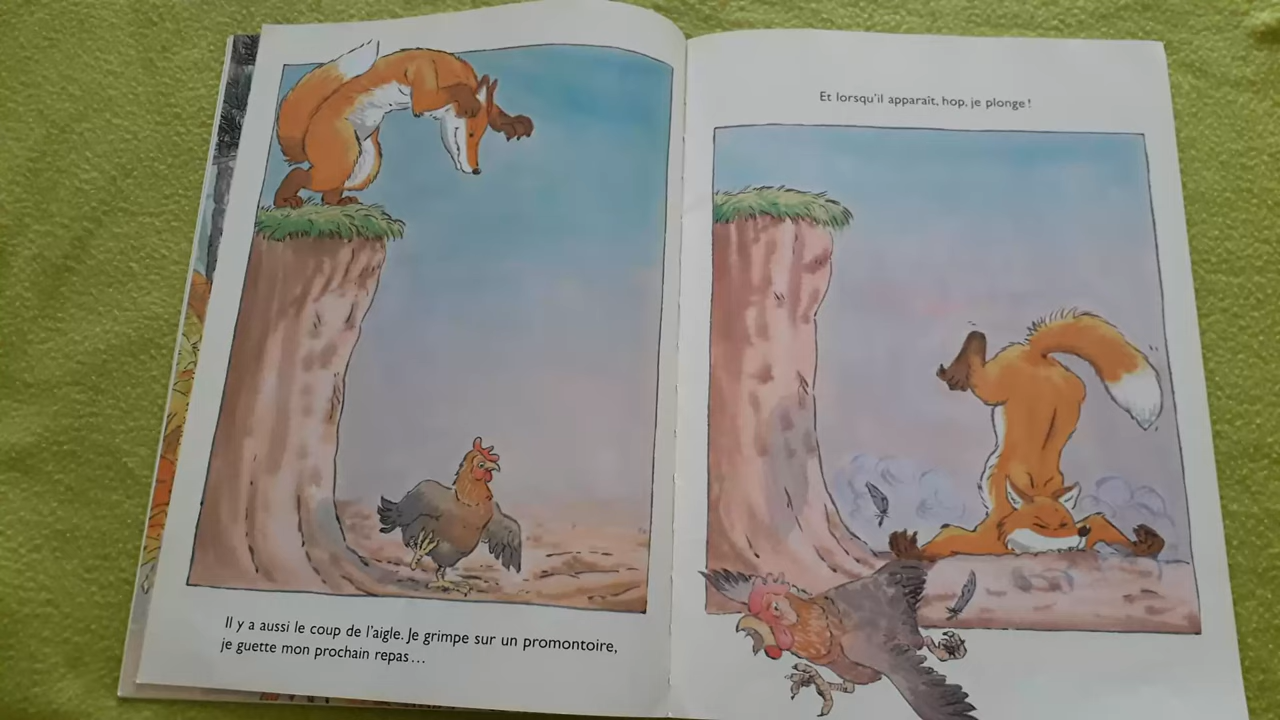 Il y a aussi le coup de l'aigle. Je grimpe sur un promontoire,
je guette mon prochain repas...
Et lorsqu'il apparaît, hop, je plonge !